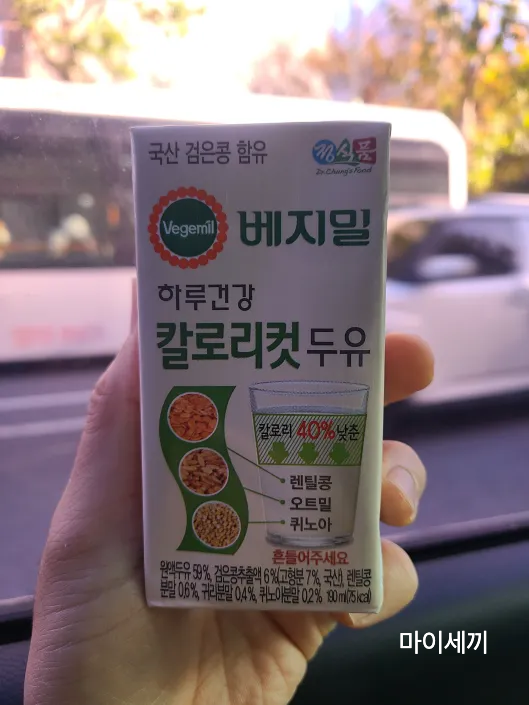 국산 검은콩 함유
정식품
Dr. Chung's Food
Vegemil
베지밀
하루건강
칼로리컷 두유
칼로리 40% 낮춘
렌틸콩
오트밀
퀴노아
흔들어주세요
원액두유 59%, 검은콩추출액 6%(고형분 7%, 국산), 렌틸콩
분말 0.6%, 귀리분말 0.4%, 퀴노아분말 0.2% 190 ml(75 kcal)
마이세끼